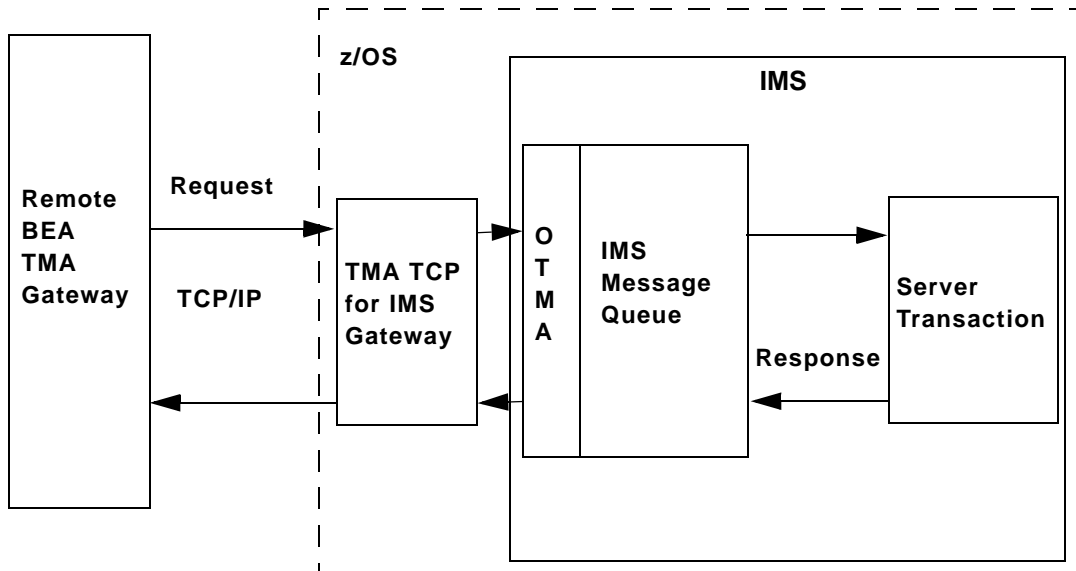 z/OS
IMS
Remote
BEA
TMA
Gateway
Request
TCP/IP
TMA TCP
for IMS
Gateway
O
T
M
A
IMS
Message
Queue
Server
Transaction
Response